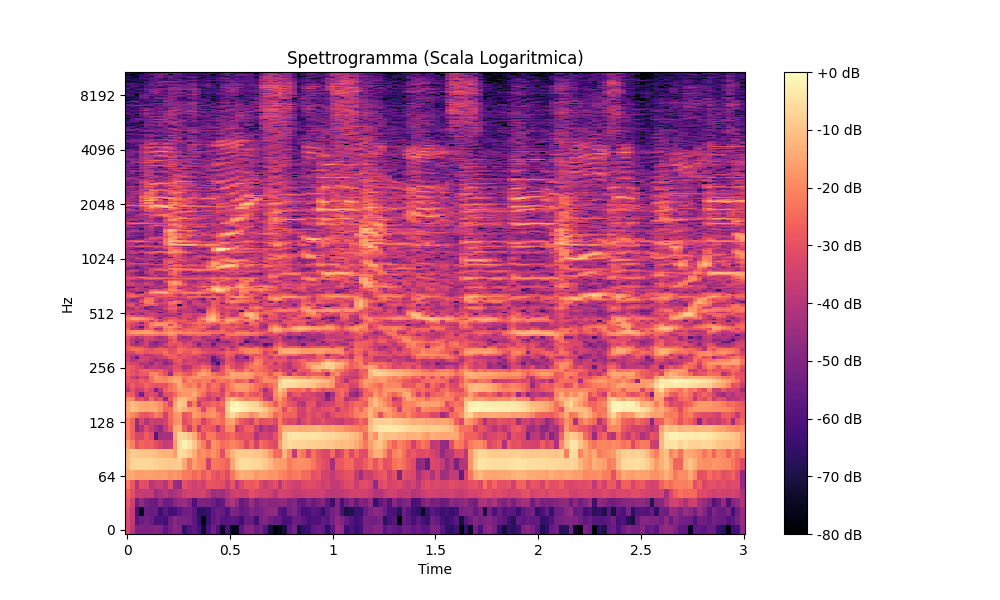 Spettrogramma (Scala Logaritmica)
Hz
8192
4096
2048
1024
512
256
128
64
0
0 0.5 1 1.5 2 2.5 3
Time
+0 dB
-10 dB
-20 dB
-30 dB
-40 dB
-50 dB
-60 dB
-70 dB
-80 dB